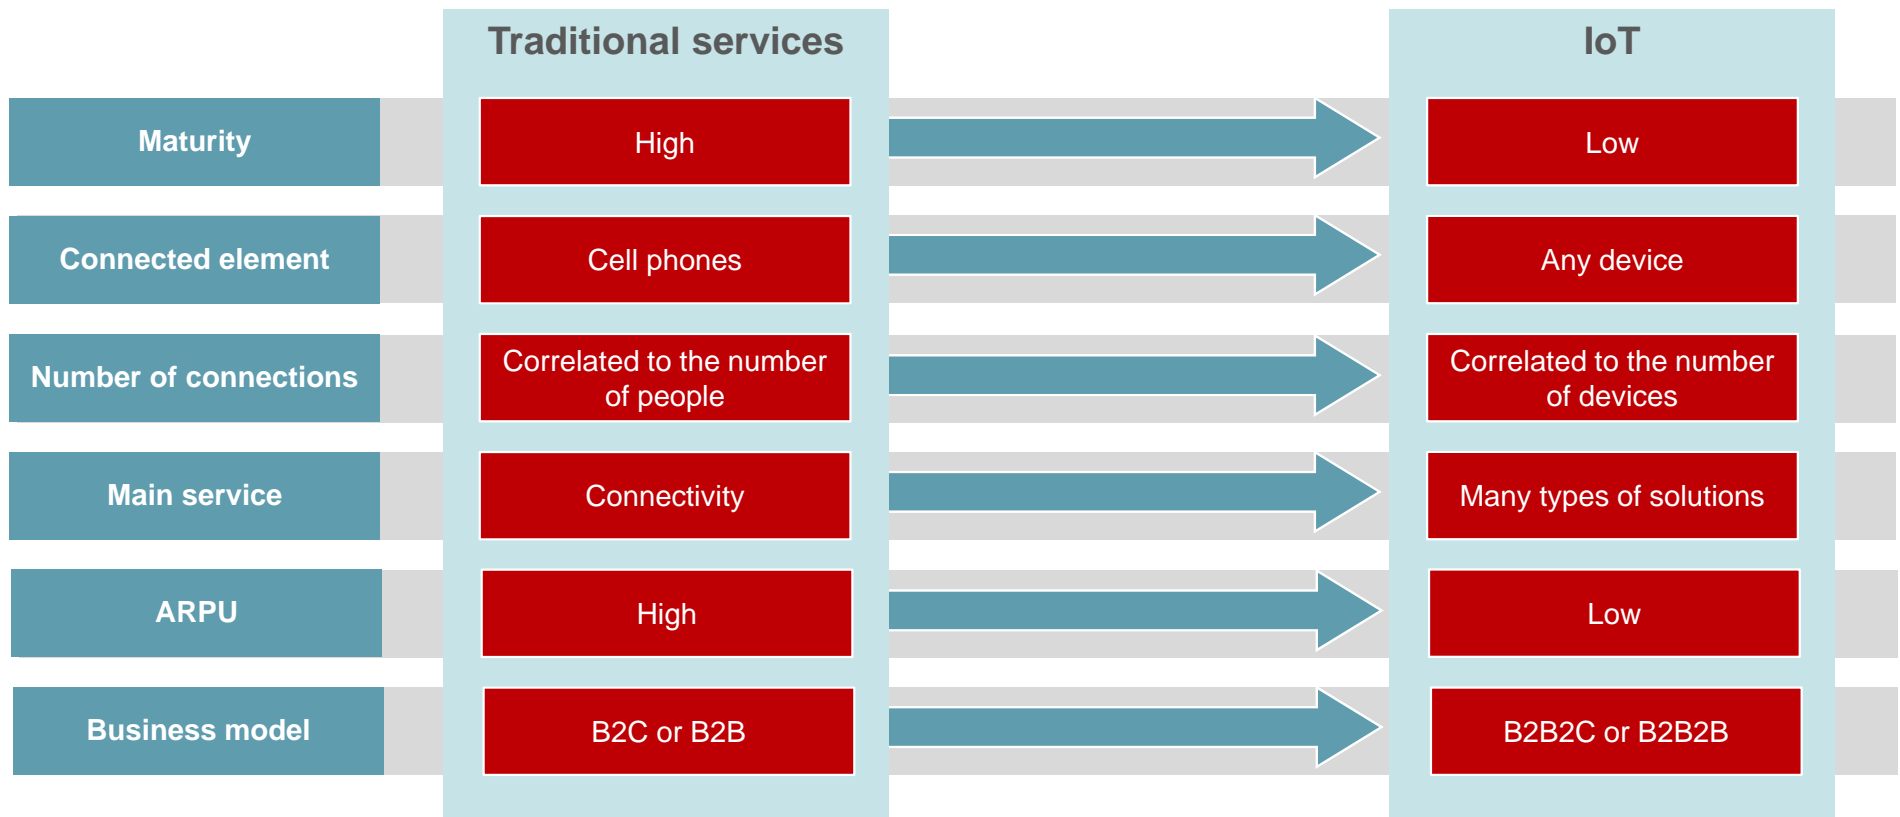 Traditional services
IoT
Maturity
High
Low
Connected element
Cell phones
Any device
Number of connections
Correlated to the number
of people
Correlated to the number
of devices
Main service
Connectivity
Many types of solutions
ARPU
High
Low
Business model
B2C or B2B
B2B2C or B2B2B